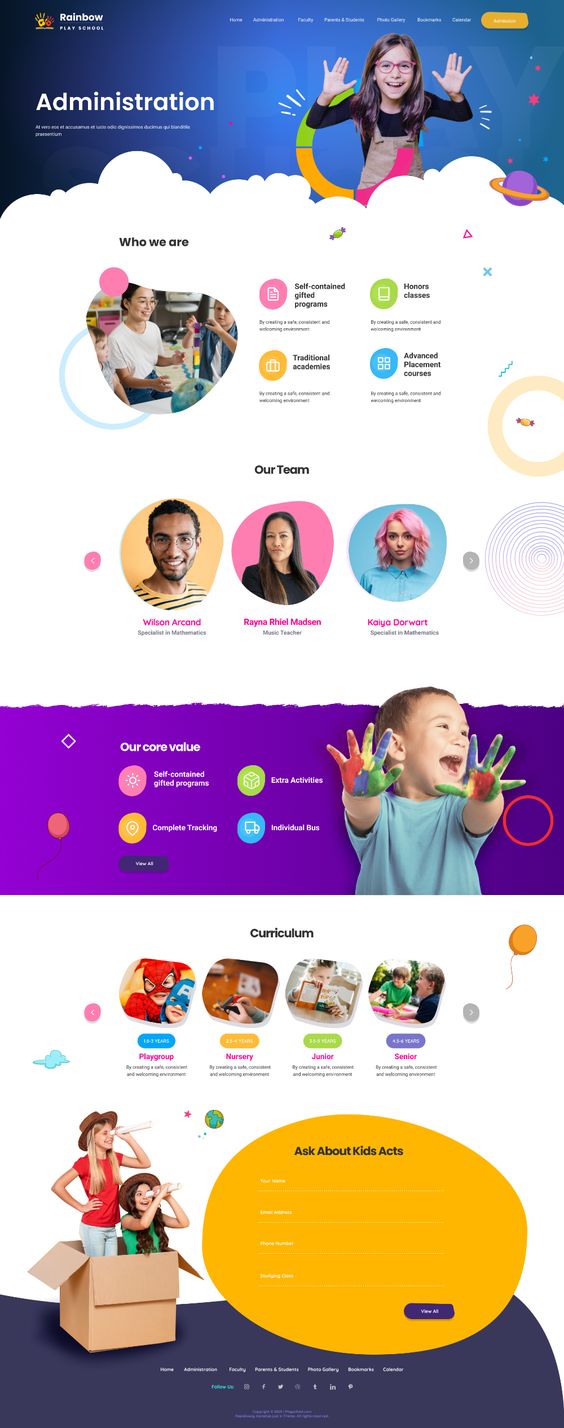 Rainbow
PLAY SCHOOL
Home Administration Faculty Parents & Students Photo Gallery Bookmarks Calendar Admission
PLAY
Administration
At vero eos et accusamus et iusto odio dignissimos ducimus qui blanditiis
praesentium
Who we are
Self-contained
gifted
programs
By creating a safe, consistent and
welcoming environment
Honors
classes
By creating a safe, consistent and
welcoming environment
Traditional
academies
By creating a safe, consistent and
welcoming environment
Advanced
Placement
courses
By creating a safe, consistent and
welcoming environment
Our Team
Wilson Arcand
Specialist in Mathematics
Rayna Rhiel Madsen
Music Teacher
Kaiya Dorwart
Specialist in Mathematics
Our core value
Self-contained
gifted programs
Extra Activities
Complete Tracking
Individual Bus
View All
Curriculum
1.8-3 YEARS
Playgroup
By creating a safe, consistent
and welcoming environment
2.5-4 YEARS
Nursery
By creating a safe, consistent
and welcoming environment
3.5-5 YEARS
Junior
By creating a safe, consistent
and welcoming environment
4.5-6 YEARS
Senior
By creating a safe, consistent
and welcoming environment
Ask About Kids Acts
Your Name
Email Address
Phone Number
Studying Class
View All
Home Administration Faculty Parents & Students Photo Gallery Bookmarks Calendar
Follow Us: